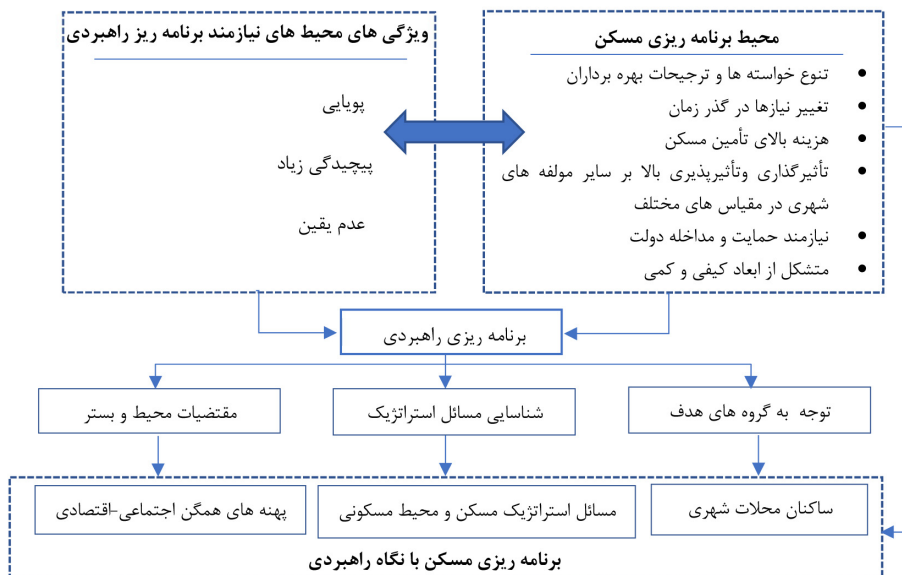 محیط برنامه ریزی مسکن
• تنوع خواسته ها و ترجیحات بهره برداران
• تغییر نیازها در گذر زمان
• هزینه بالای تأمین مسکن
• تأثیرگذاری وتأثیرپذیری بالا بر سایر مولفه های
شهری در مقیاس های مختلف
• نیازمند حمایت و مداخله دولت
• متشکل از ابعاد کیفی و کمی
ویژگی های محیط های نیازمند برنامه ریز راهبردی
پویایی
پیچیدگی زیاد
عدم یقین
برنامه ریزی راهبردی
توجه به گروه های هدف
شناسایی مسائل استراتژیک
مقتضیات محیط و بستر
ساکنان محلات شهری
مسائل استراتژیک مسکن و محیط مسکونی
پهنه های همگن اجتماعی-اقتصادی
برنامه ریزی مسکن با نگاه راهبردی